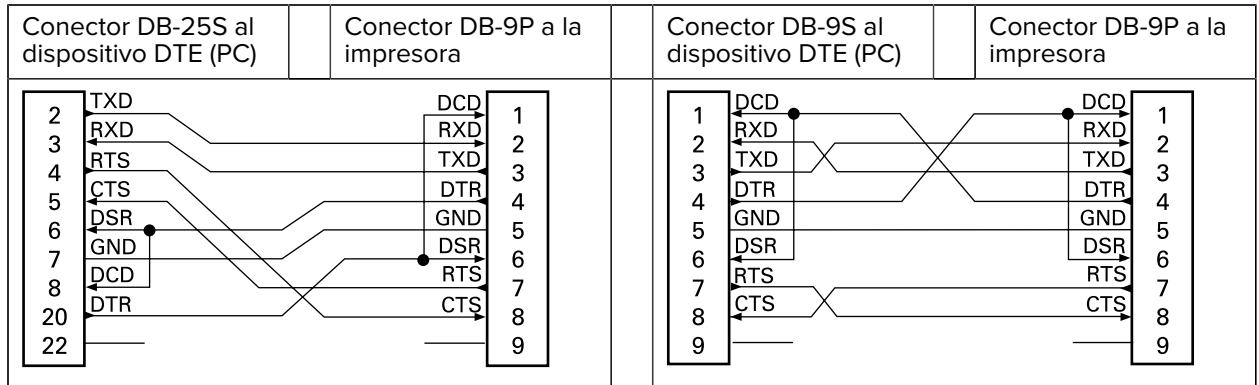 Conector DB-25S al
dispositivo DTE (PC)
Conector DB-9P a la
impresora
Conector DB-9S al
dispositivo DTE (PC)
Conector DB-9P a la
impresora
2 TXD DCD 1
3 RXD RXD 2
4 RTS TXD 3
5 CTS DTR 4
6 DSR GND 5
7 GND DSR 6
8 DCD RTS 7
20 DTR CTS 8
22 9
1 DCD DCD 1
2 RXD RXD 2
3 TXD TXD 3
4 DTR DTR 4
5 GND GND 5
6 DSR DSR 6
7 RTS RTS 7
8 CTS CTS 8
9 9